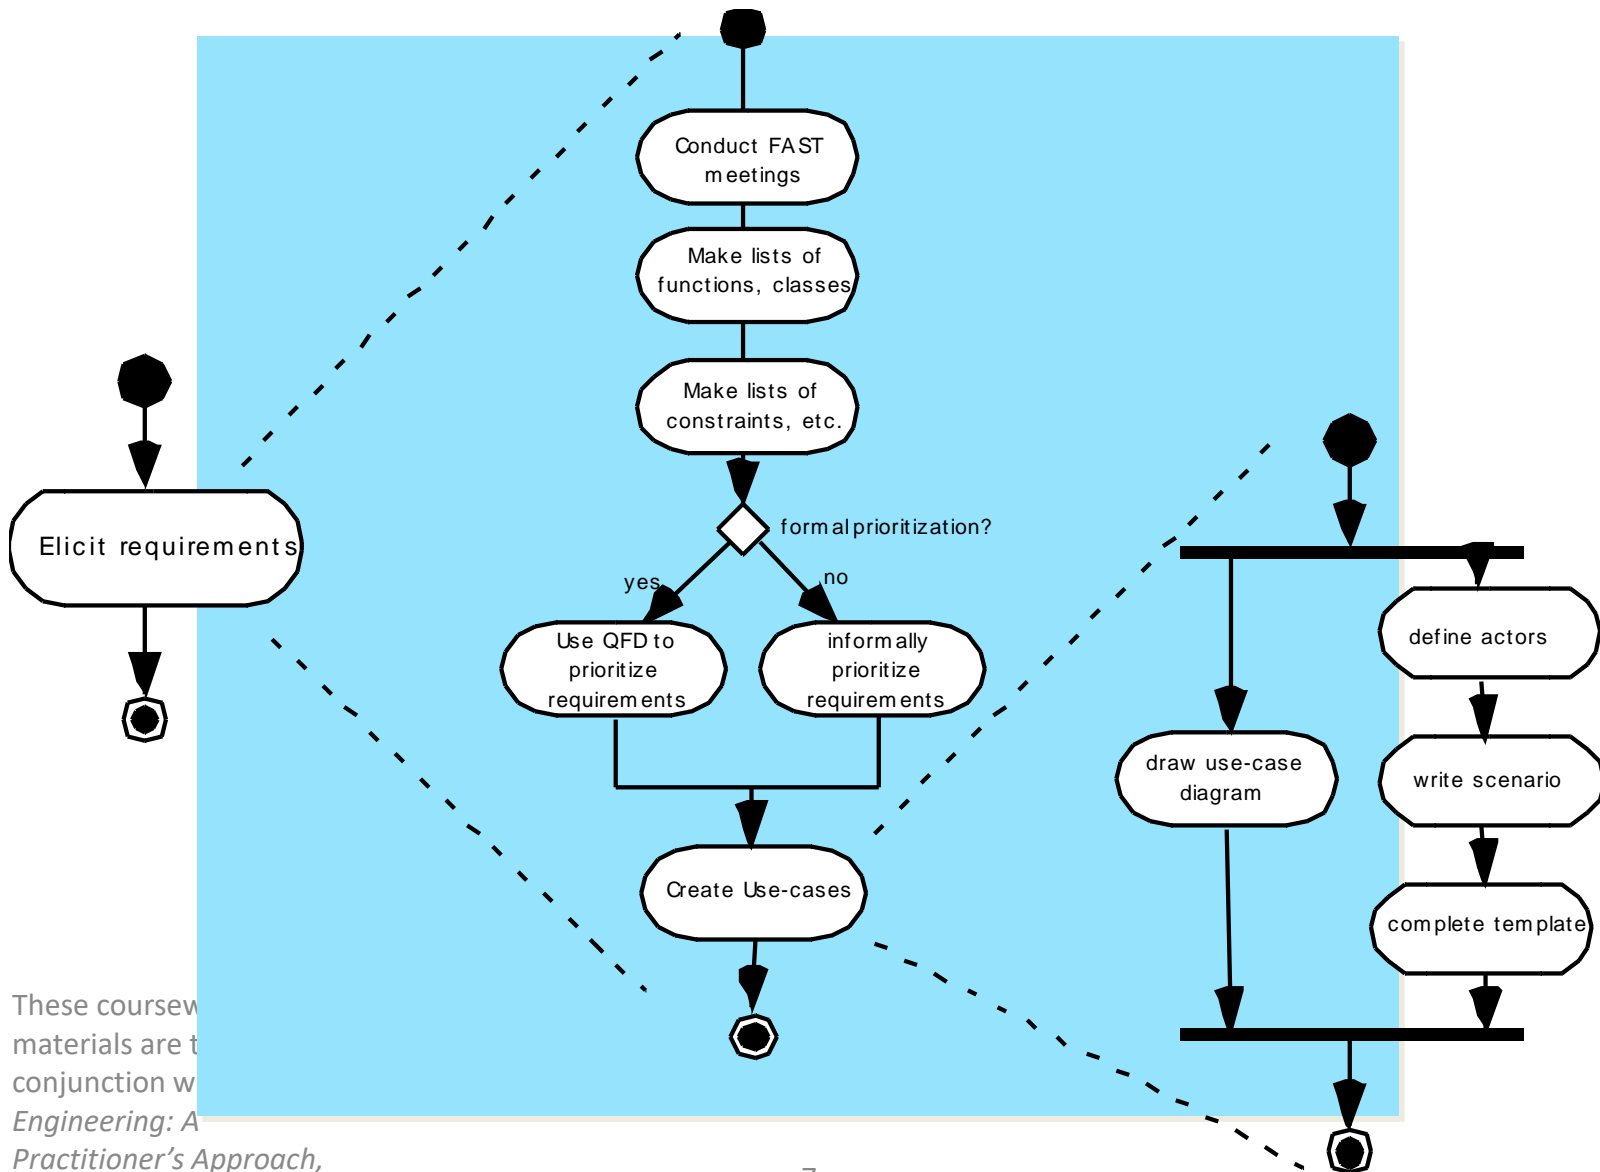 Conduct FAST
meetings
Make lists of
functions, classes
Make lists of
constraints, etc.
Elicit requirements
formal prioritization?
yes
no
Use QFD to
prioritize
requirements
informally
prioritize
requirements
Create Use-cases
define actors
draw use-case
diagram
write scenario
complete template
These coursew
materials are t
conjunction w
Engineering: A
Practitioner's Approach,
7